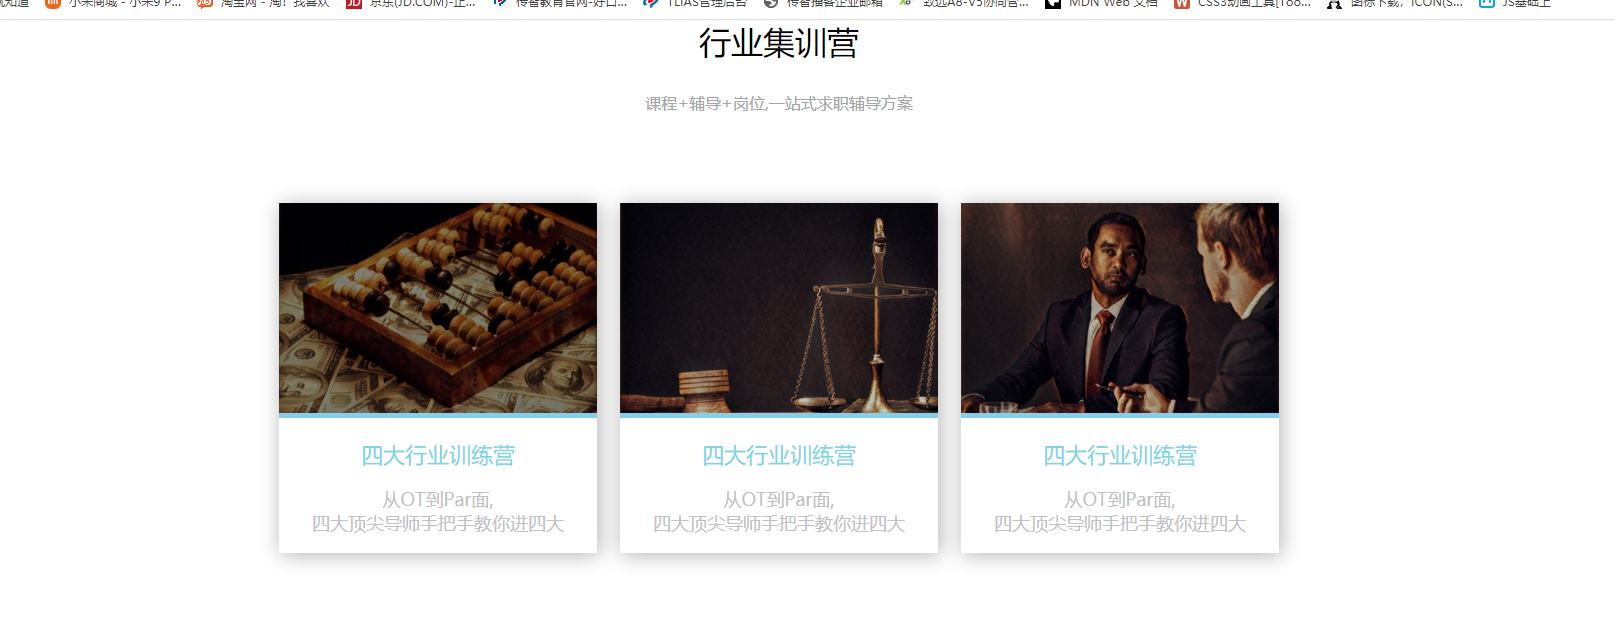 小米商城 - 小米9 P...
淘宝网 - 淘！我喜欢
京东(JD.COM)-正...
传智教育官网-好口...
TLIAS管理后台
传智播客企业邮箱
致远A8-V5协同管...
MDN Web 文档
CSS3动画工具[188...
图标下载，ICON(S...
JS基础上
行业集训营
课程+辅导+岗位,一站式求职辅导方案
四大行业训练营
从OT到Par面,
四大顶尖导师手把手教你进四大
四大行业训练营
从OT到Par面,
四大顶尖导师手把手教你进四大
四大行业训练营
从OT到Par面,
四大顶尖导师手把手教你进四大